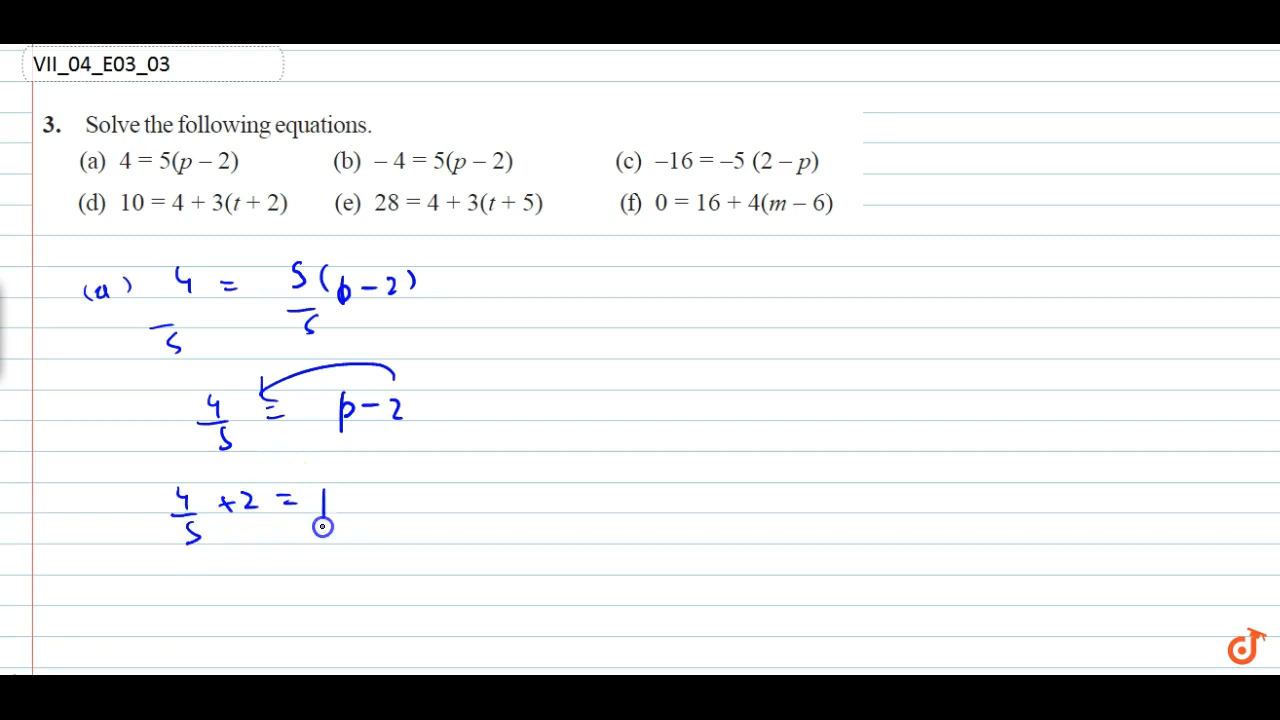 VII_04_E03_03
3. Solve the following equations.
(a) 4 = 5(p – 2) (b) – 4 = 5(p – 2) (c) –16 = –5 (2 – p)
(d) 10 = 4 + 3(t + 2) (e) 28 = 4 + 3(t + 5) (f) 0 = 16 + 4(m – 6)
(a) 4/5 = 5(p-2)/5
4/5 = p-2
4/5 +2 =